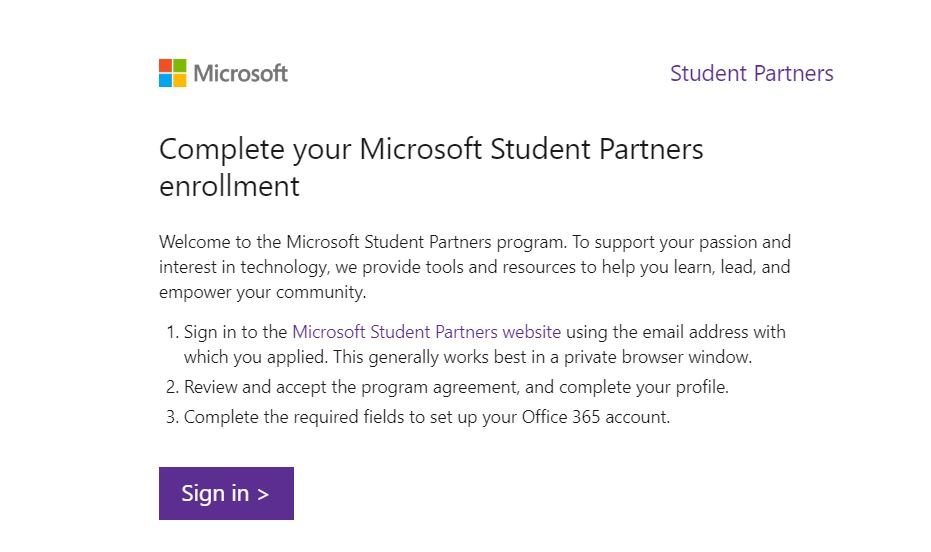 Microsoft
Student Partners
Complete your Microsoft Student Partners
enrollment
Welcome to the Microsoft Student Partners program. To support your passion and
interest in technology, we provide tools and resources to help you learn, lead, and
empower your community.
1. Sign in to the Microsoft Student Partners website using the email address with
which you applied. This generally works best in a private browser window.
2. Review and accept the program agreement, and complete your profile.
3. Complete the required fields to set up your Office 365 account.
Sign in >